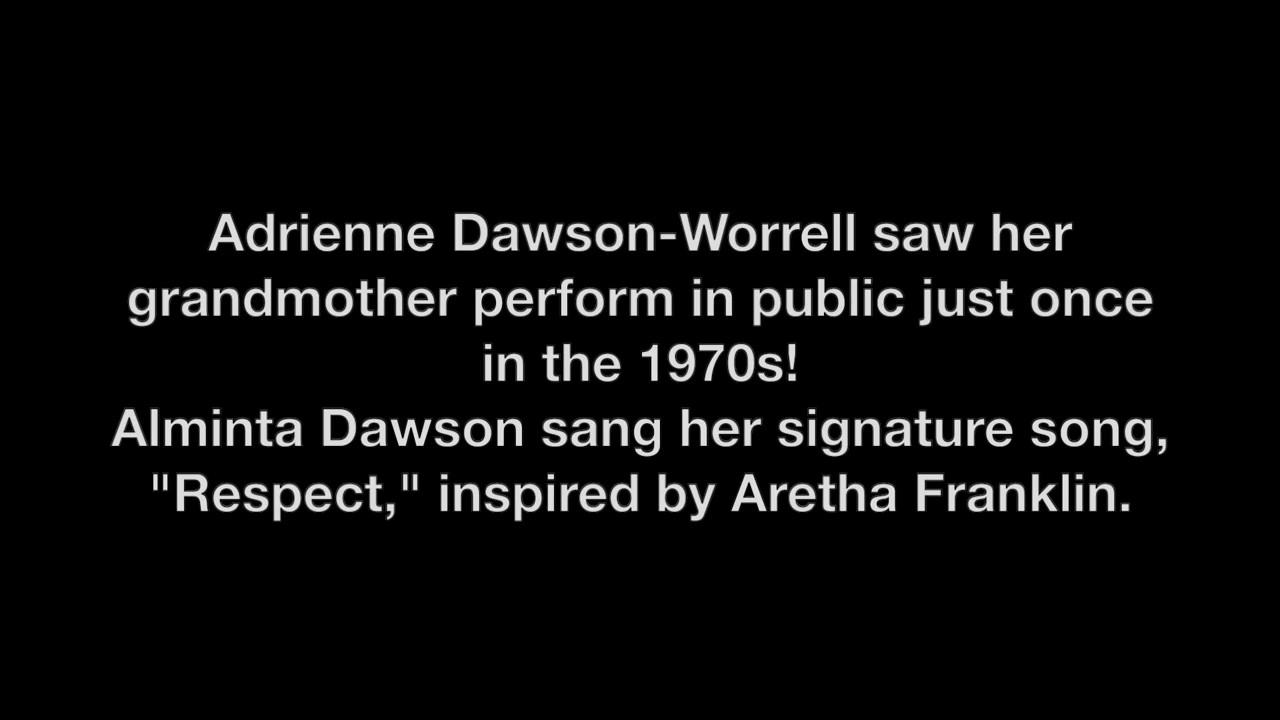 Adrienne Dawson-Worrell saw her
grandmother perform in public just once
in the 1970s!
Alminta Dawson sang her signature song,
"Respect," inspired by Aretha Franklin.